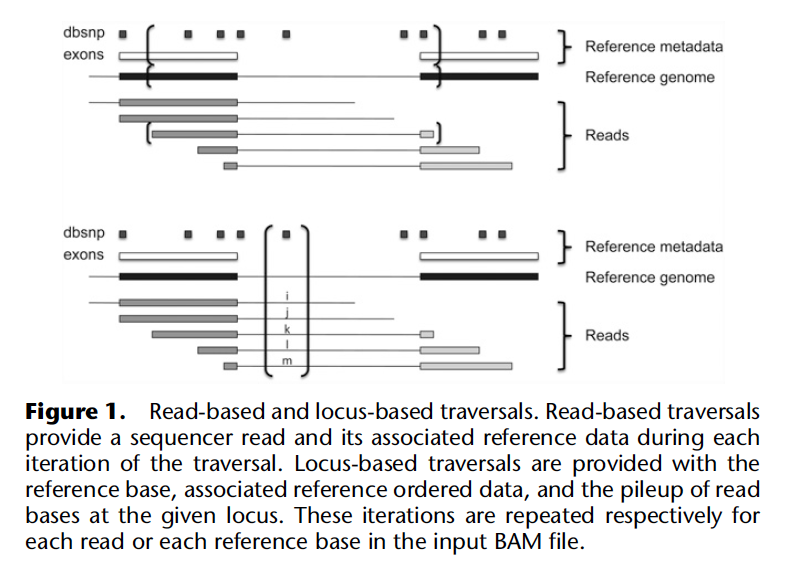 dbsnp
exons
Reference metadata
Reference genome
Reads
dbsnp
exons
Reference metadata
Reference genome
i
j
k
l
m
Reads
Figure 1. Read-based and locus-based traversals. Read-based traversals
provide a sequencer read and its associated reference data during each
iteration of the traversal. Locus-based traversals are provided with the
reference base, associated reference ordered data, and the pileup of read
bases at the given locus. These iterations are repeated respectively for
each read or each reference base in the input BAM file.